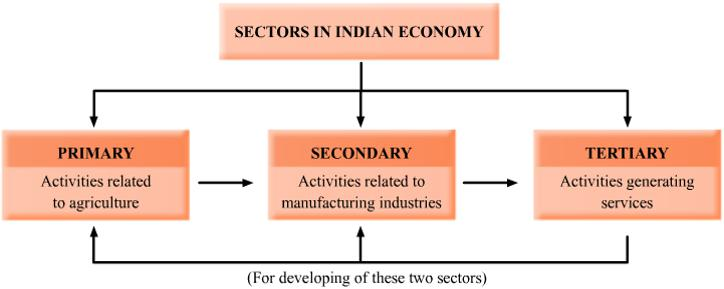 SECTORS IN INDIAN ECONOMY
PRIMARY
Activities related
to agriculture
SECONDARY
Activities related to
manufacturing industries
TERTIARY
Activities generating
services
(For developing of these two sectors)